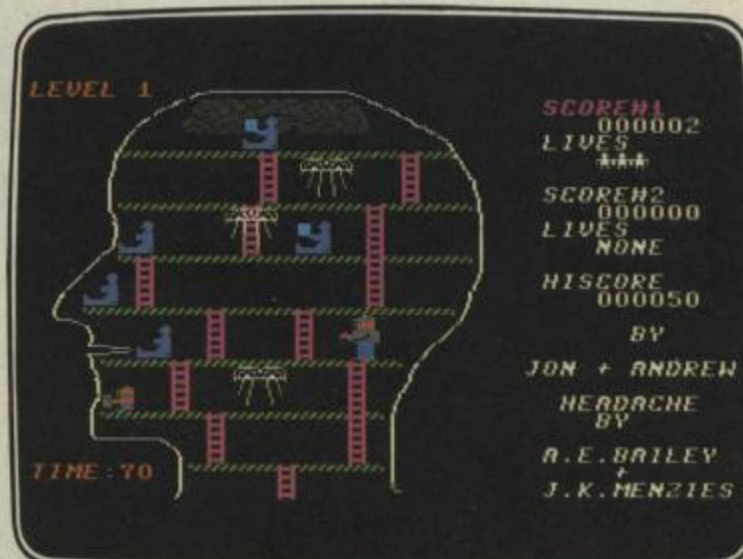 LEVEL 1
TIME:70
SCORE#1
000002
LIVES
SCORE#2
000000
LIVES
NONE
HISCORE
000050
BY
JON + ANDREW
HEADACHE
BY
A.E.BAILEY
+
J.K.MENZIES